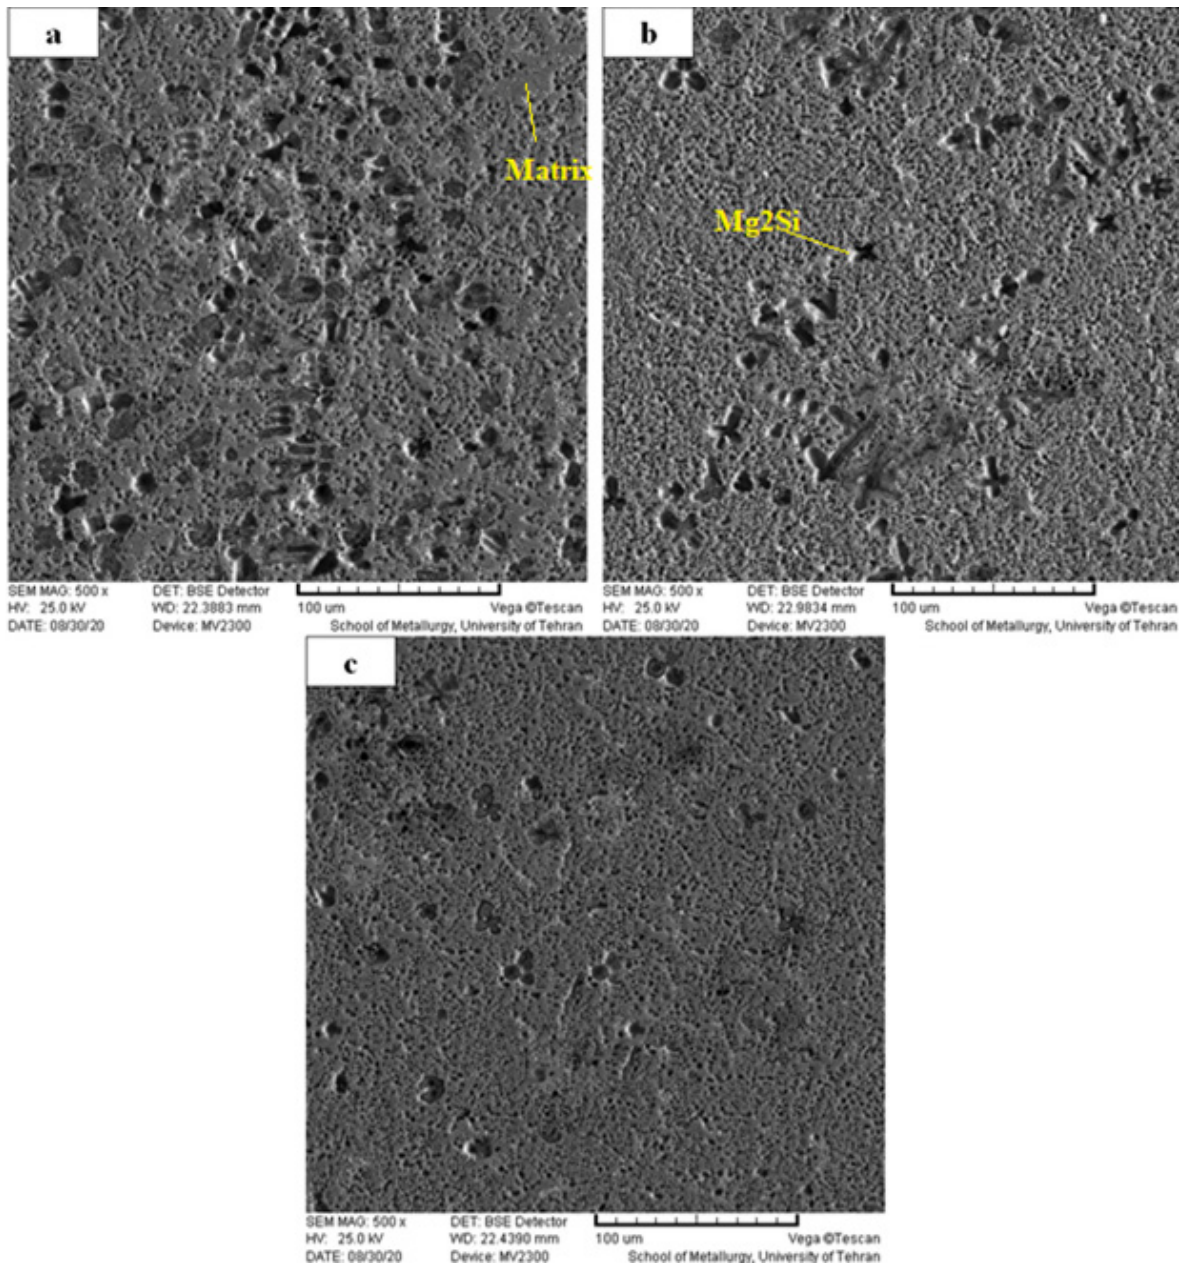 a
Matrix
SEM MAG: 500 x DET: BSE Detector
HV: 25.0 kV WD: 22.3883 mm 100 um Vega ©Tescan
DATE: 08/30/20 Device: MV2300 School of Metallurgy, University of Tehran
b
Mg2Si
SEM MAG: 500 x DET: BSE Detector
HV: 25.0 kV WD: 22.9834 mm 100 um Vega ©Tescan
DATE: 08/30/20 Device: MV2300 School of Metallurgy, University of Tehran
c
SEM MAG: 500 x DET: BSE Detector
HV: 25.0 kV WD: 22.4390 mm 100 um Vega ©Tescan
DATE: 08/30/20 Device: MV2300 School of Metallurgy, University of Tehran